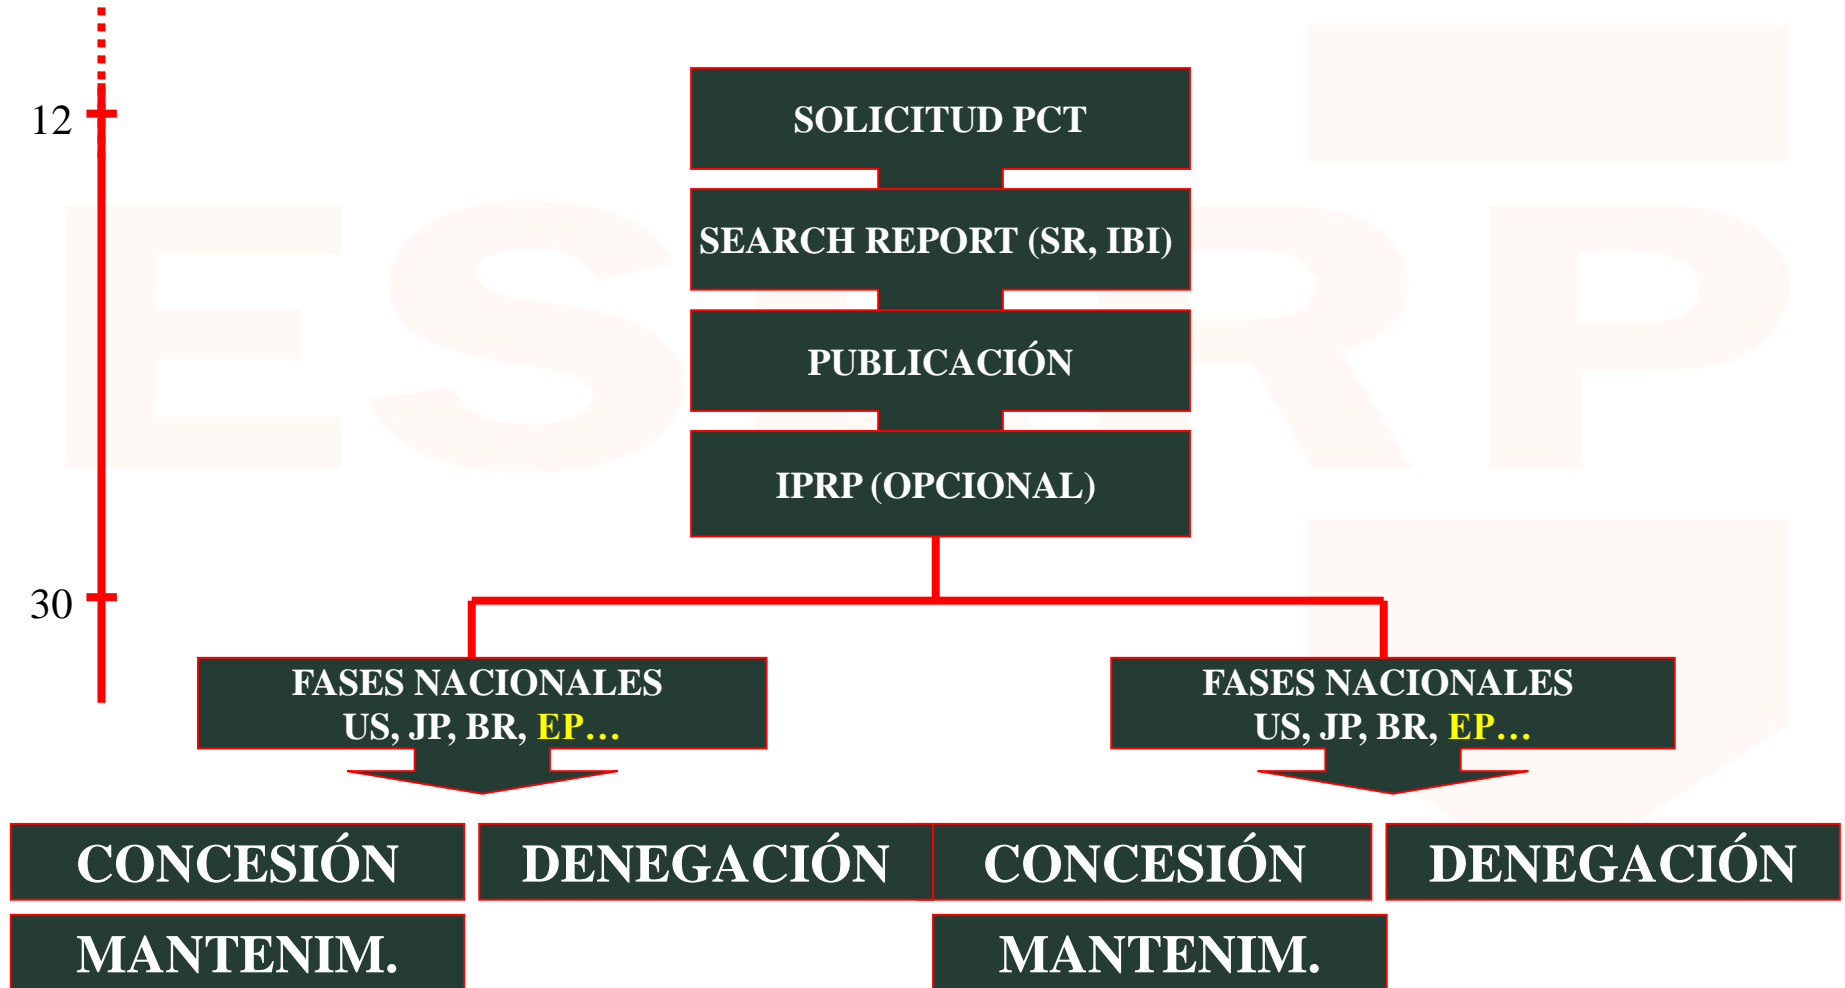 12
SOLICITUD PCT
SEARCH REPORT (SR, IBI)
PUBLICACIÓN
IPRP (OPCIONAL)
30
FASES NACIONALES
US, JP, BR, EP…
FASES NACIONALES
US, JP, BR, EP…
CONCESIÓN
DENEGACIÓN
CONCESIÓN
DENEGACIÓN
MANTENIM.
MANTENIM.